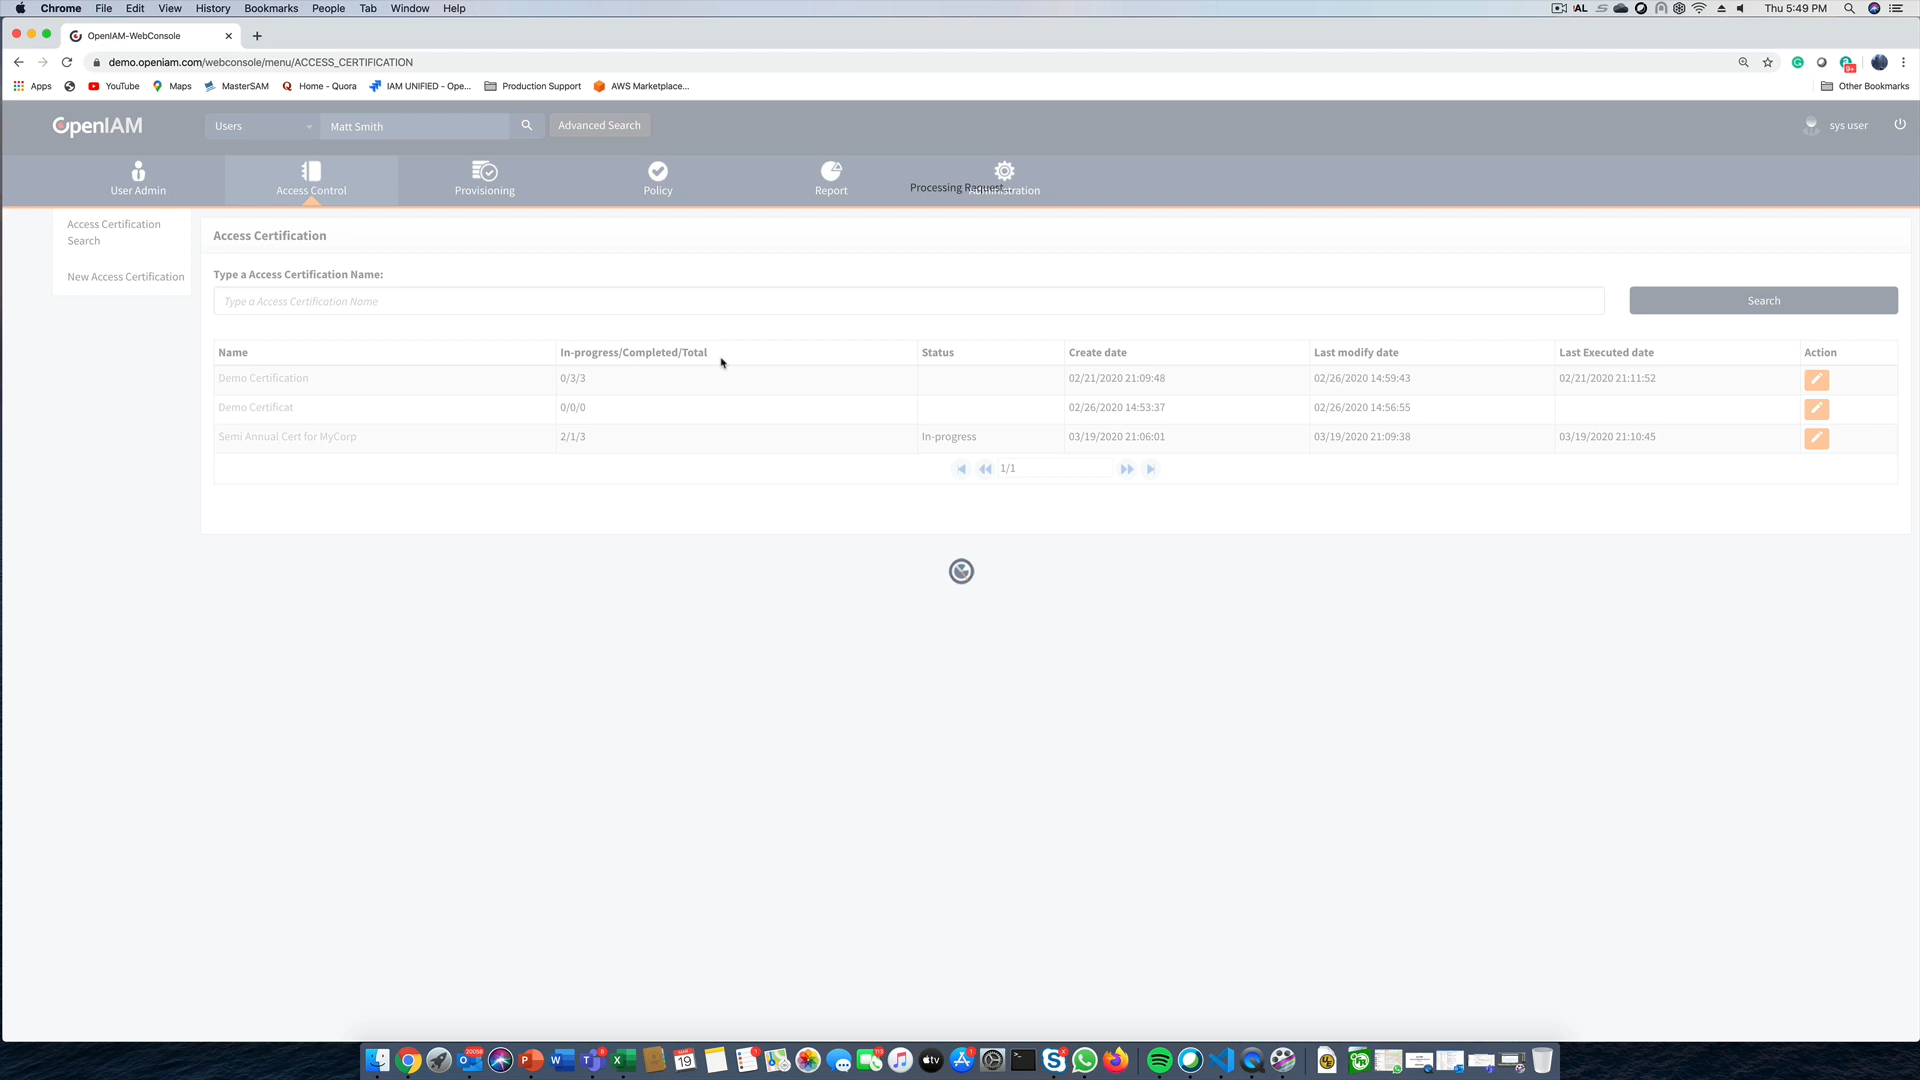 Chrome File Edit View History Bookmarks People Tab Window Help
Thu 5:49 PM
OpenIAM-WebConsole
demo.openiam.com/webconsole/menu/ACCESS_CERTIFICATION
Apps YouTube Maps MasterSAM Home - Quora IAM UNIFIED - Ope... Production Support AWS Marketplace... Other Bookmarks
OpenIAM Users Matt Smith Advanced Search sys user
User Admin Access Control Provisioning Policy Report Administration
Processing Request...
Access Certification
Search
New Access Certification
Access Certification
Type a Access Certification Name:
Type a Access Certification Name
Search
Name In-progress/Completed/Total Status Create date Last modify date Last Executed date Action
Demo Certification 0/3/3 02/21/2020 21:09:48 02/26/2020 14:59:43 02/21/2020 21:11:52
Demo Certificat 0/0/0 02/26/2020 14:53:37 02/26/2020 14:56:55
Semi Annual Cert for MyCorp 2/1/3 In-progress 03/19/2020 21:06:01 03/19/2020 21:09:38 03/19/2020 21:10:45
1/1